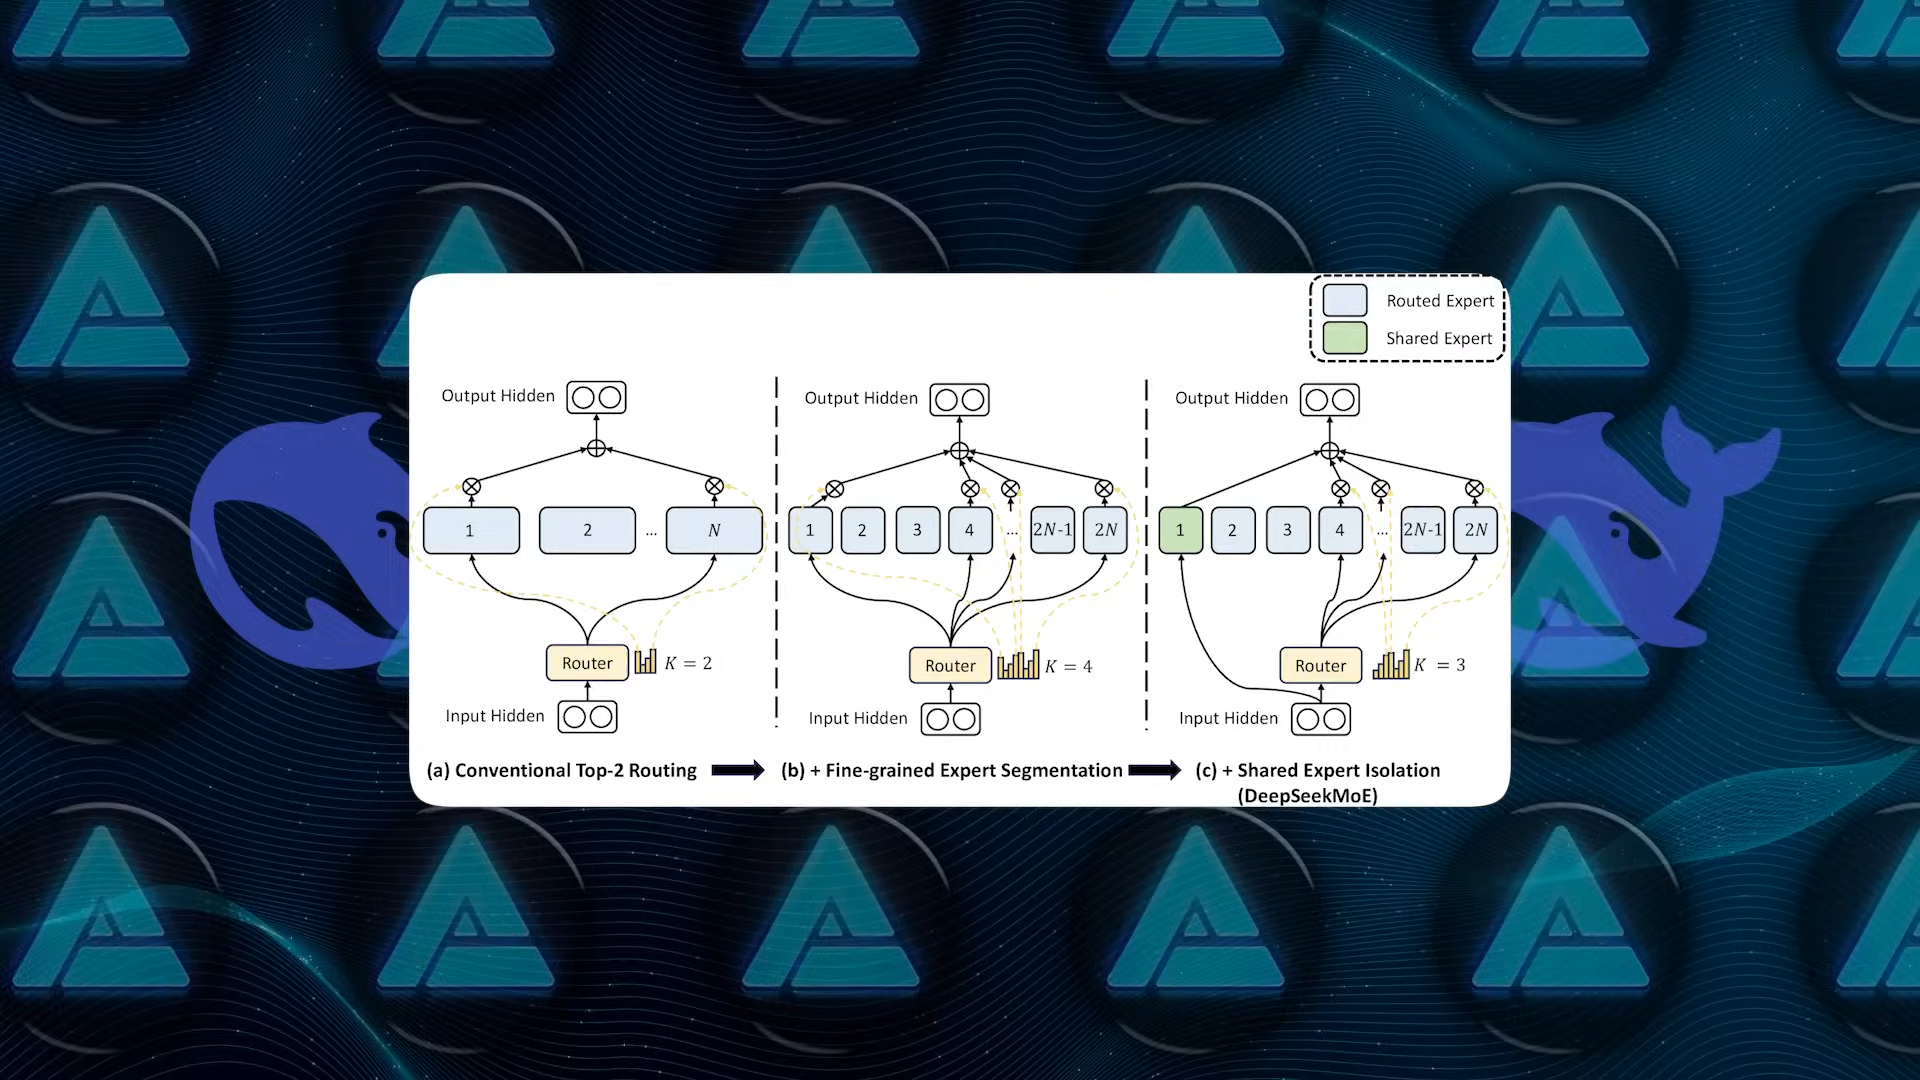 Routed Expert
Shared Expert
Output Hidden
1 2 ... N
Router K = 2
Input Hidden
(a) Conventional Top-2 Routing
Output Hidden
1 2 3 4 ... 2N-1 2N
Router K = 4
Input Hidden
(b) + Fine-grained Expert Segmentation
Output Hidden
1 2 3 4 ... 2N-1 2N
Router K = 3
Input Hidden
(c) + Shared Expert Isolation
(DeepSeekMoE)